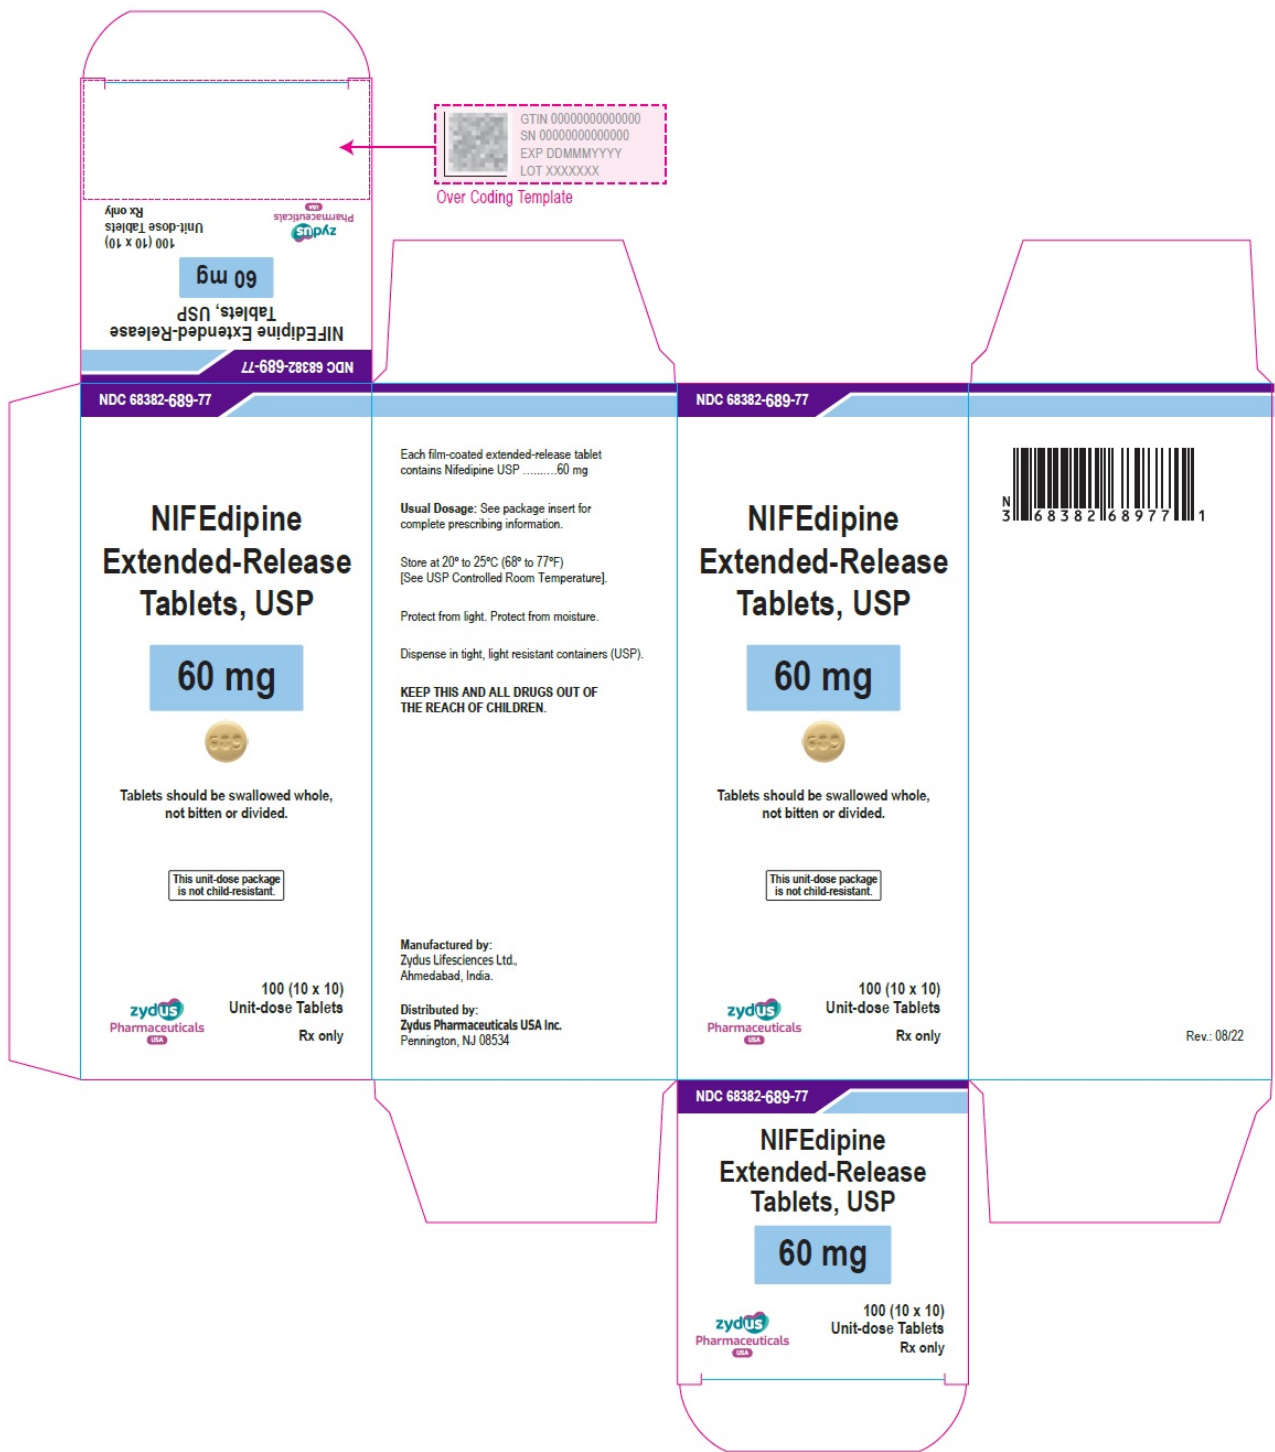 GTIN 00000000000000
SN 00000000000000
EXP DDMMMYYYY
LOT XXXXXXX
Over Coding Template
NDC 68382-689-77
NIFEdipine Extended-Release
Tablets, USP
60 mg
100 (10 x 10)
Unit-dose Tablets
Rx only
zydus
Pharmaceuticals
USA
NDC 68382-689-77
NIFEdipine
Extended-Release
Tablets, USP
60 mg
689
Tablets should be swallowed whole,
not bitten or divided.
This unit-dose package
is not child-resistant.
100 (10 x 10)
Unit-dose Tablets
Rx only
zydus
Pharmaceuticals
USA
Each film-coated extended-release tablet
contains Nifedipine USP ..........60 mg
Usual Dosage: See package insert for
complete prescribing information.
Store at 20º to 25ºC (68º to 77ºF)
[See USP Controlled Room Temperature].
Protect from light. Protect from moisture.
Dispense in tight, light resistant containers (USP).
KEEP THIS AND ALL DRUGS OUT OF
THE REACH OF CHILDREN.
Manufactured by:
Zydus Lifesciences Ltd.,
Ahmedabad, India.
Distributed by:
Zydus Pharmaceuticals USA Inc.
Pennington, NJ 08534
NDC 68382-689-77
NIFEdipine
Extended-Release
Tablets, USP
60 mg
689
Tablets should be swallowed whole,
not bitten or divided.
This unit-dose package
is not child-resistant.
100 (10 x 10)
Unit-dose Tablets
Rx only
zydus
Pharmaceuticals
USA
N
3 68382 68977 1
Rev.: 08/22
NDC 68382-689-77
NIFEdipine
Extended-Release
Tablets, USP
60 mg
100 (10 x 10)
Unit-dose Tablets
Rx only
zydus
Pharmaceuticals
USA